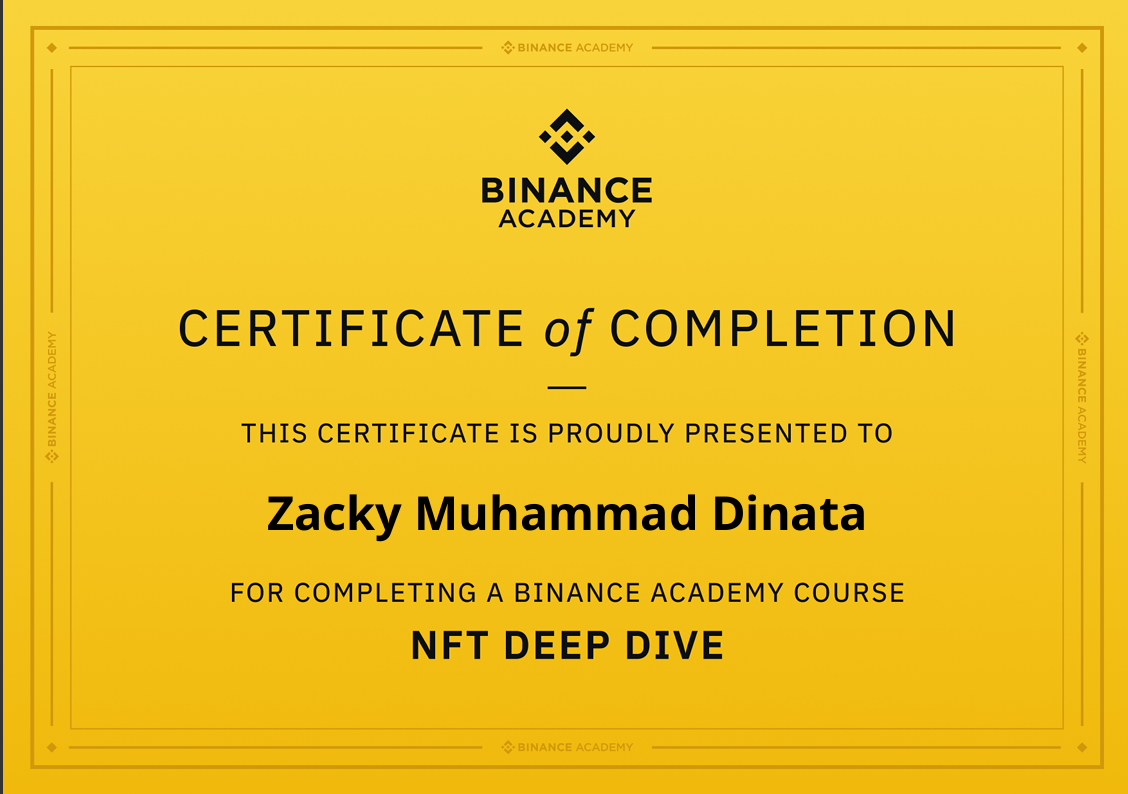 BINANCE ACADEMY
BINANCE
ACADEMY
CERTIFICATE of COMPLETION
THIS CERTIFICATE IS PROUDLY PRESENTED TO
BINANCE ACADEMY
BINANCE ACADEMY
Zacky Muhammad Dinata
FOR COMPLETING A BINANCE ACADEMY COURSE
NFT DEEP DIVE
BINANCE ACADEMY